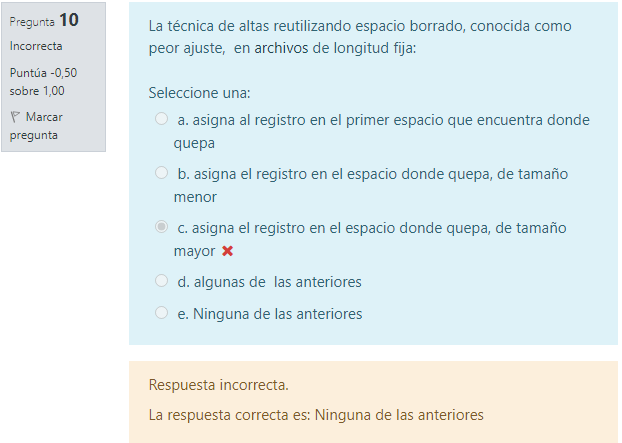 Pregunta 10
Incorrecta
Puntúa -0,50
sobre 1,00
Marcar
pregunta
La técnica de altas reutilizando espacio borrado, conocida como
peor ajuste,  en archivos de longitud fija:
Seleccione una:
a. asigna al registro en el primer espacio que encuentra donde
quepa
b. asigna el registro en el espacio donde quepa, de tamaño
menor
c. asigna el registro en el espacio donde quepa, de tamaño
mayor
d. algunas de  las anteriores
e. Ninguna de las anteriores
Respuesta incorrecta.
La respuesta correcta es: Ninguna de las anteriores